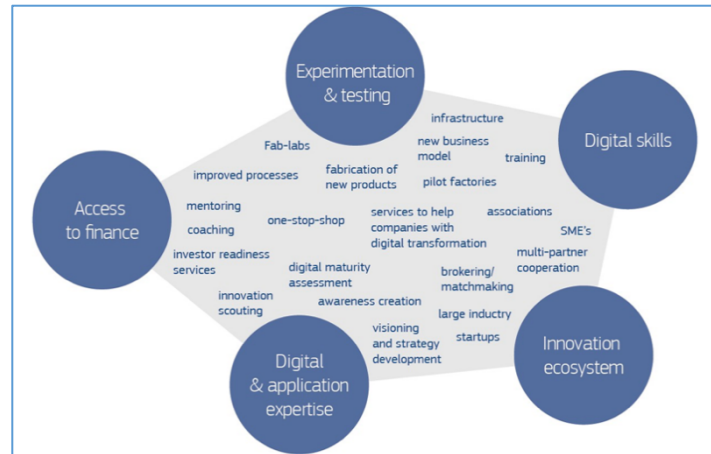 Experimentation
& testing
Digital skills
infrastructure
Fab-labs
new business
model
training
improved processes
fabrication of
new products
pilot factories
Access
to finance
mentoring
coaching
one-stop-shop
services to help
companies with
digital transformation
associations
SME's
investor readiness
services
digital maturity
assessment
brokering/
matchmaking
multi-partner
cooperation
innovation
scouting
awareness creation
large inductry
visioning
and strategy
development
startups
Digital
& application
expertise
Innovation
ecosystem